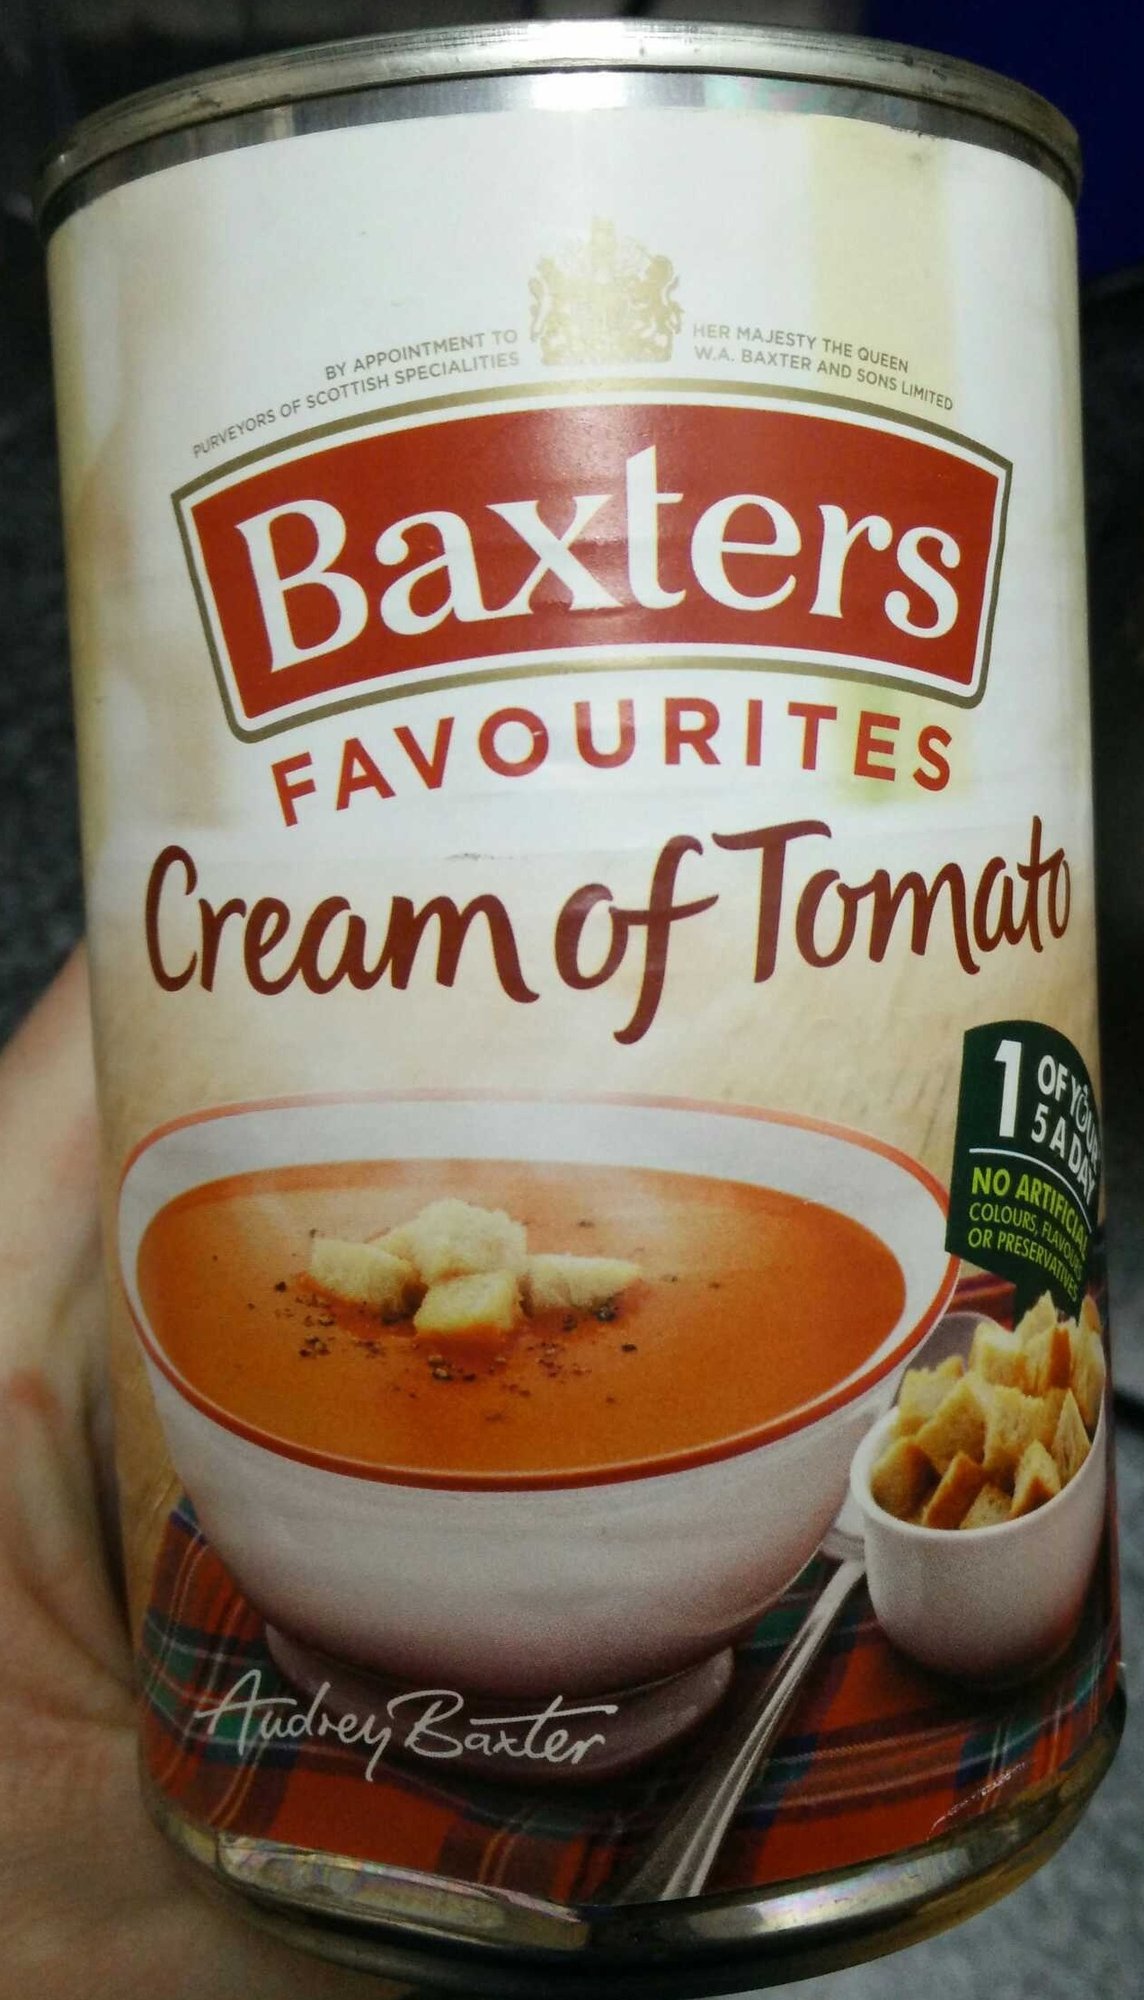 BY APPOINTMENT TO
PURVEYORS OF SCOTTISH SPECIALITIES
HER MAJESTY THE QUEEN
W.A. BAXTER AND SONS LIMITED
Baxters
FAVOURITES
Cream of Tomato
1 OF YOUR
5 A DAY
NO ARTIFICIAL
COLOURS, FLAVOURS
OR PRESERVATIVES
Audrey Baxter